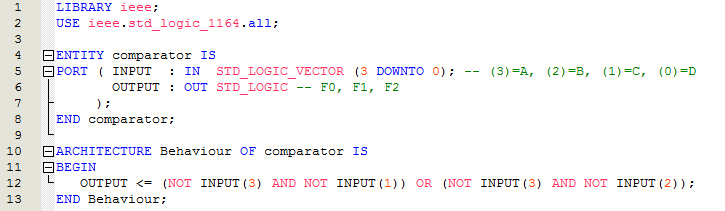 1 LIBRARY ieee;
2 USE ieee.std_logic_1164.all;
3
4 ENTITY comparator IS
5 PORT ( INPUT : IN STD_LOGIC_VECTOR (3 DOWNTO 0); -- (3)=A, (2)=B, (1)=C, (0)=D
6 OUTPUT : OUT STD_LOGIC -- F0, F1, F2
7 );
8 END comparator;
9
10 ARCHITECTURE Behaviour OF comparator IS
11 BEGIN
12 OUTPUT <= (NOT INPUT(3) AND NOT INPUT(1)) OR (NOT INPUT(3) AND NOT INPUT(2));
13 END Behaviour;